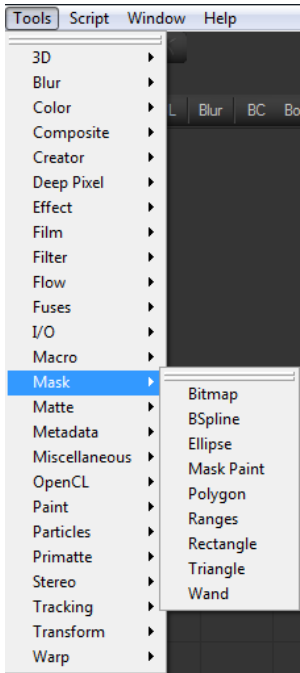 Tools Script Window Help
3D
Blur
L Blur BC Bo
Color
Composite
Creator
Deep Pixel
Effect
Film
Filter
Flow
Fuses
I/O
Macro
Mask
Matte
Metadata
Miscellaneous
OpenCL
Paint
Particles
Primatte
Stereo
Tracking
Transform
Warp
Bitmap
BSpline
Ellipse
Mask Paint
Polygon
Ranges
Rectangle
Triangle
Wand